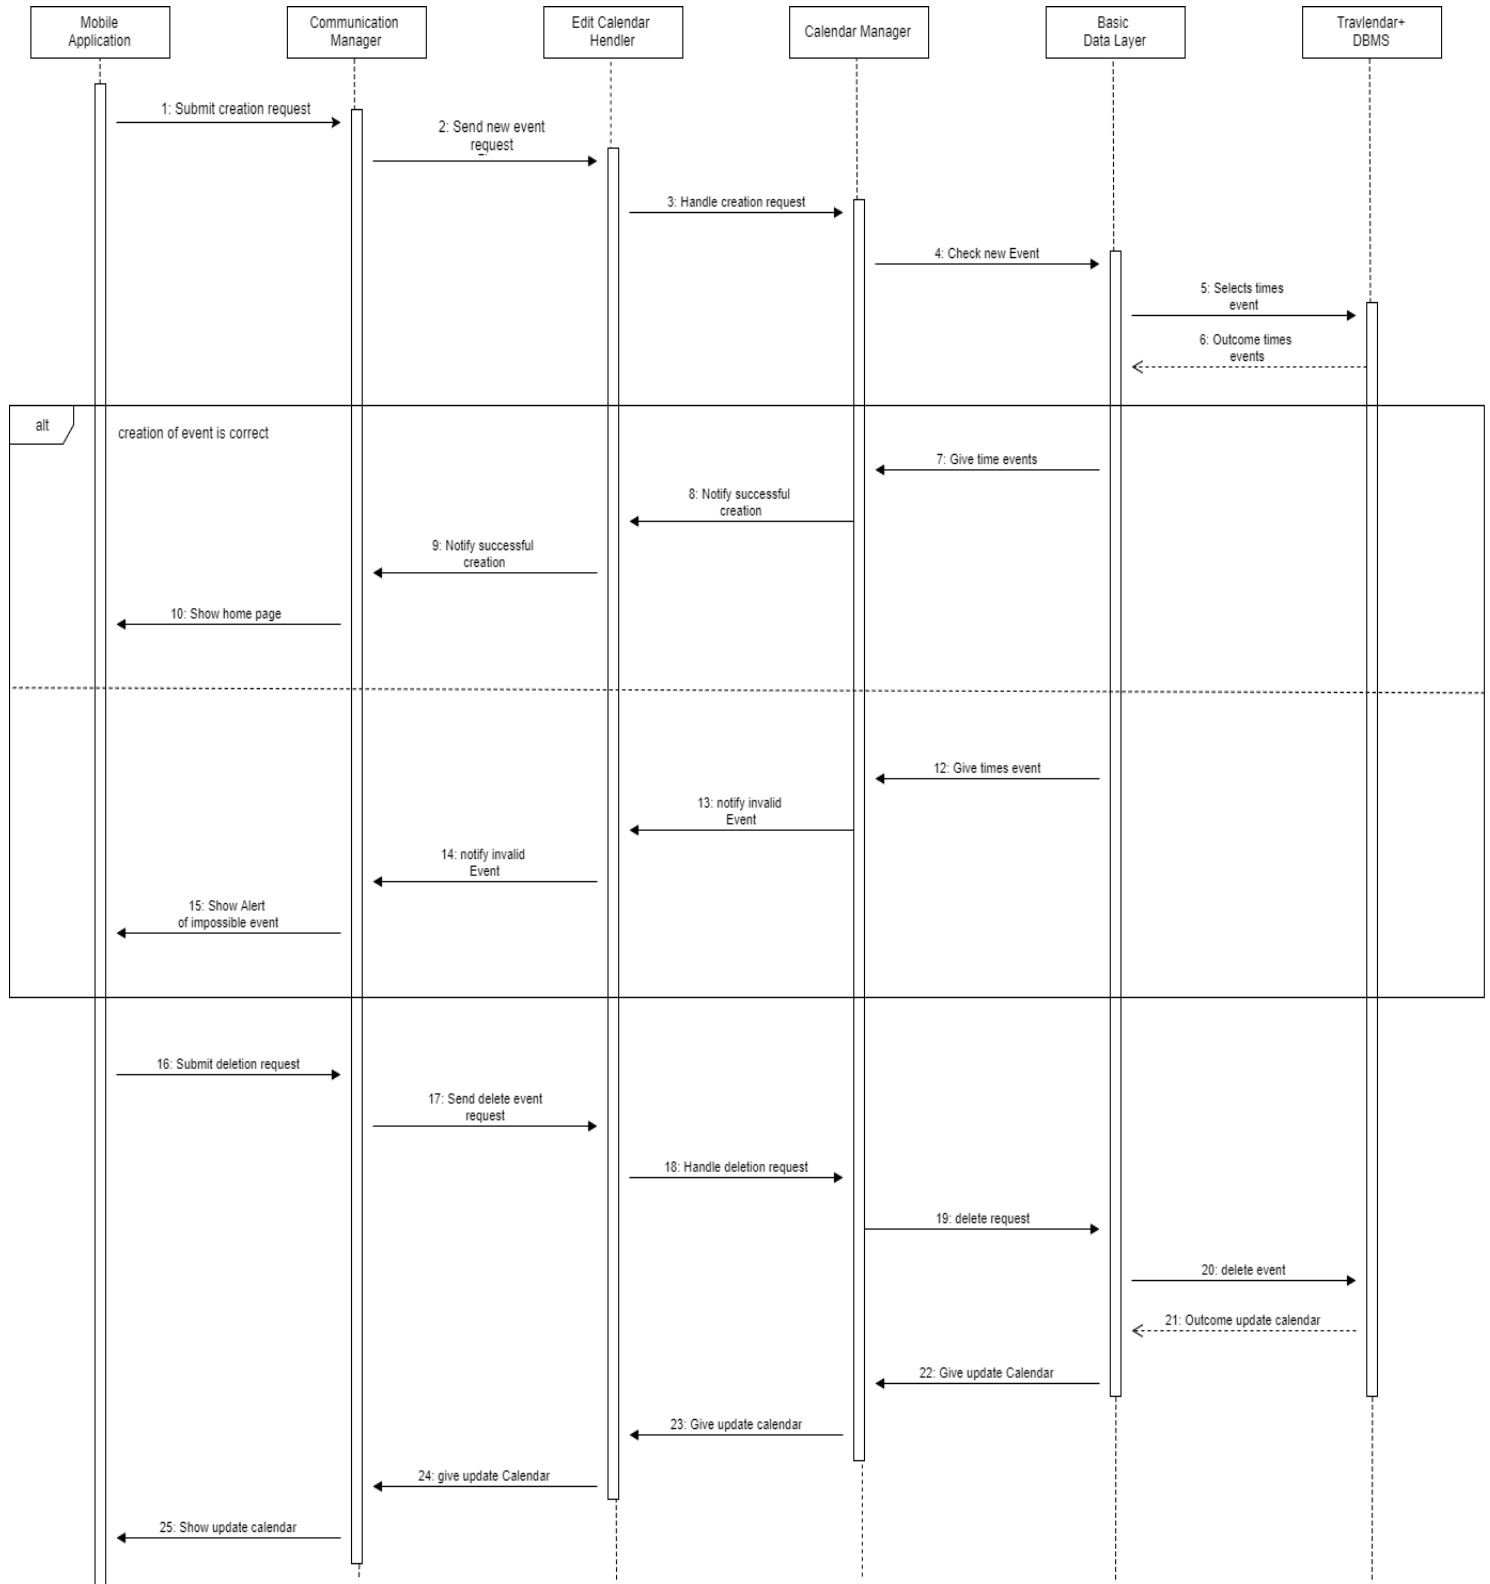 Mobile
Application
Communication
Manager
Edit Calendar
Hendler
Calendar Manager
Basic
Data Layer
Travlendar+
DBMS
1: Submit creation request
2: Send new event
request
3: Handle creation request
4: Check new Event
5: Selects times
event
6: Outcome times
events
alt
creation of event is correct
7: Give time events
8: Notify successful
creation
9: Notify successful
creation
10: Show home page
12: Give times event
13: notify invalid
Event
14: notify invalid
Event
15: Show Alert
of impossible event
16: Submit deletion request
17: Send delete event
request
18: Handle deletion request
19: delete request
20: delete event
21: Outcome update calendar
22: Give update Calendar
23: Give update calendar
24: give update Calendar
25: Show update calendar